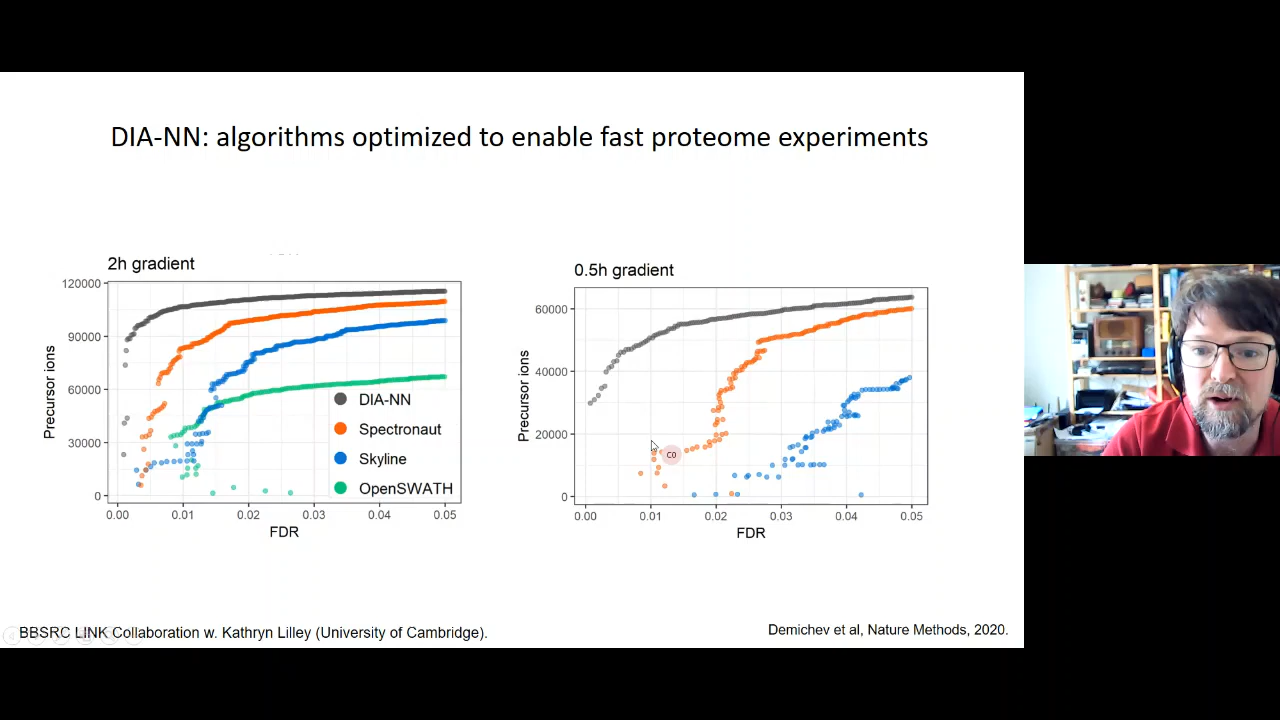 DIA-NN: algorithms optimized to enable fast proteome experiments
2h gradient
120000
90000
60000
30000
0
Precursor ions
0.00 0.01 0.02 0.03 0.04 0.05
FDR
DIA-NN
Spectronaut
Skyline
OpenSWATH
0.5h gradient
60000
40000
20000
0
Precursor ions
0.00 0.01 0.02 0.03 0.04 0.05
FDR
C0
BBSRC LINK Collaboration w. Kathryn Lilley (University of Cambridge).
Demichev et al, Nature Methods, 2020.